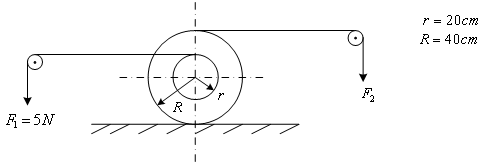 r = 20cm
R = 40cm
F₂
R
r
F₁ = 5N